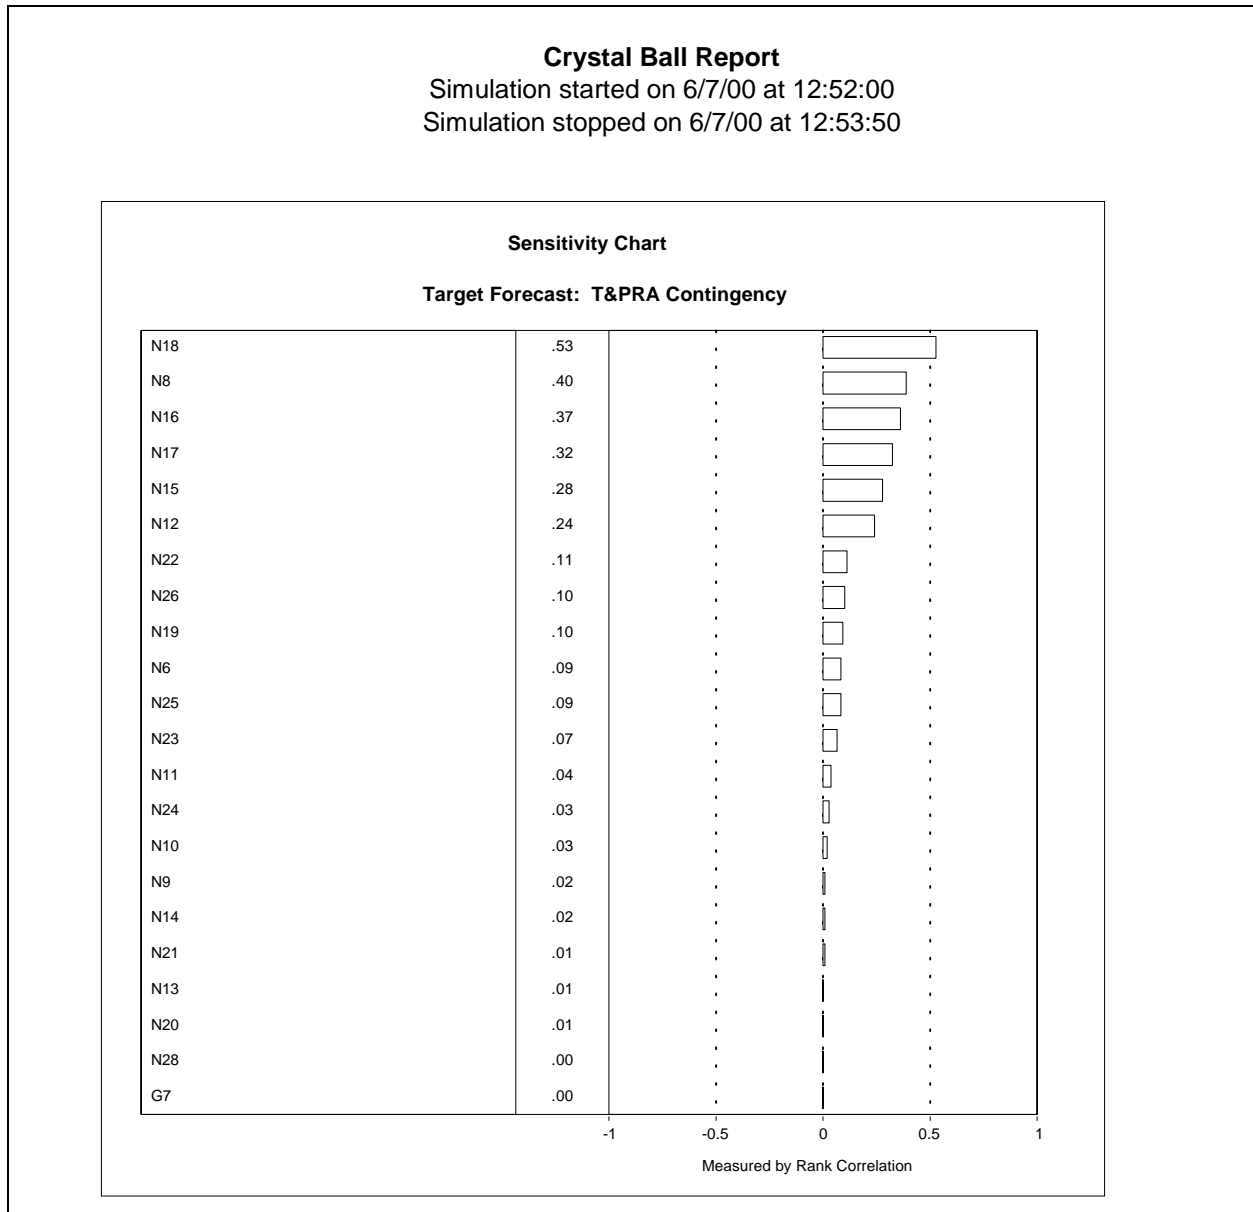 Crystal Ball Report
Simulation started on 6/7/00 at 12:52:00
Simulation stopped on 6/7/00 at 12:53:50
Sensitivity Chart
Target Forecast: T&PRA Contingency
N18 .53
N8 .40
N16 .37
N17 .32
N15 .28
N12 .24
N22 .11
N26 .10
N19 .10
N6 .09
N25 .09
N23 .07
N11 .04
N24 .03
N10 .03
N9 .02
N14 .02
N21 .01
N13 .01
N20 .01
N28 .00
G7 .00
-1 -0.5 0 0.5 1
Measured by Rank Correlation